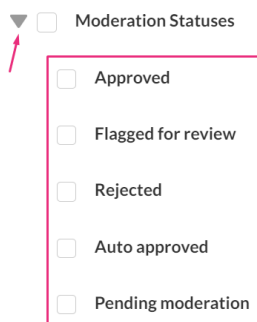 Moderation Statuses
Approved
Flagged for review
Rejected
Auto approved
Pending moderation